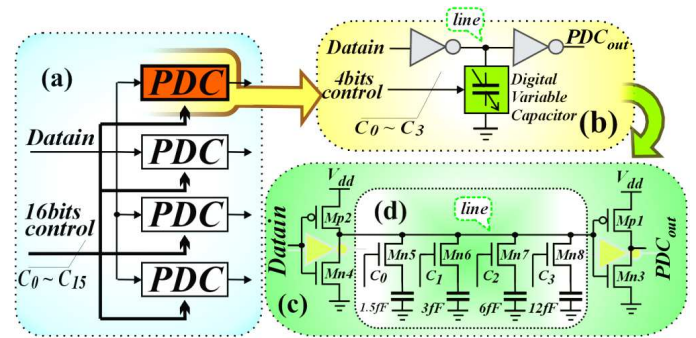 (a)
PDC
Datain
PDC
16bits
control
PDC
C0 ~ C15
PDC
line
Datain
PDCout
4bits
control
Digital
Variable
Capacitor
C0 ~ C3
(b)
Vdd
Vdd
(d)
Mp2
line
Mp1
Datain
PDCout
Mn5
Mn6
Mn7
Mn8
C0
C1
C2
C3
Mn4
Mn3
(c)
1.5fF
3fF
6fF
12fF